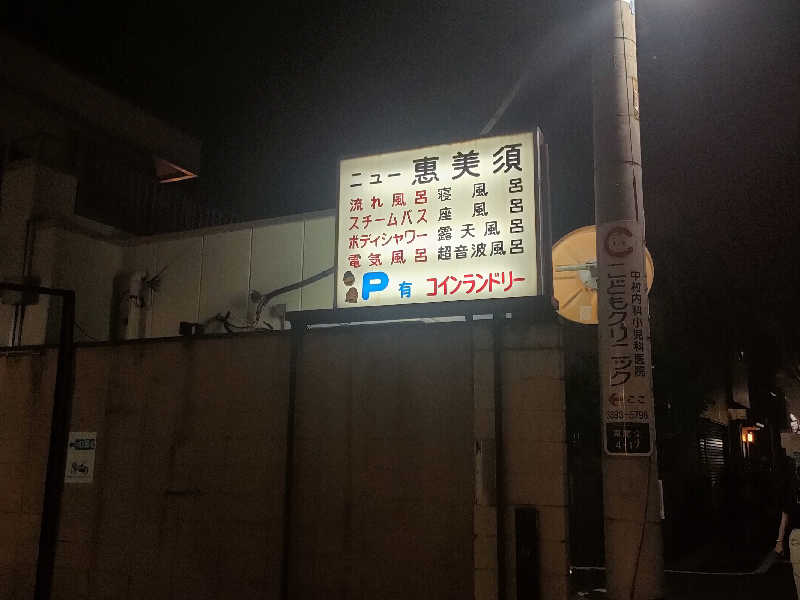 ニュー 惠美須
流れ風呂 寝風呂
スチームバス 座風呂
ボディシャワー 露天風呂
電気風呂 超音波風呂
P 有 コインランドリー
中村内科小児科医院
こどもクリニック
ここ